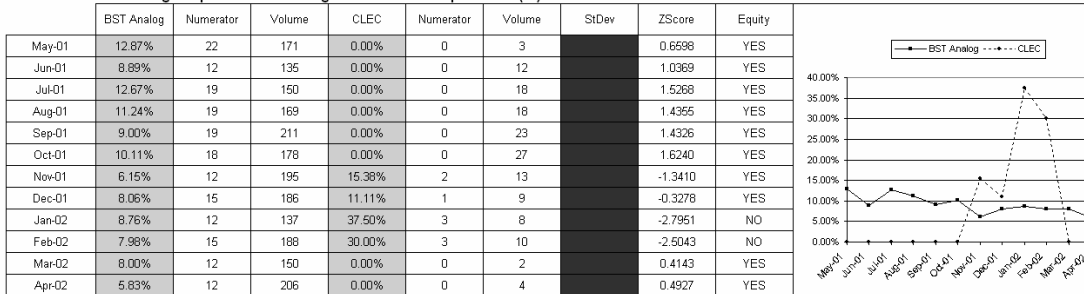 BST Analog Numerator Volume CLEC Numerator Volume StDev ZScore Equity
May-01 12.87% 22 171 0.00% 0 3 0.6598 YES
Jun-01 8.89% 12 135 0.00% 0 12 1.0369 YES
Jul-01 12.67% 19 150 0.00% 0 18 1.5268 YES
Aug-01 11.24% 19 169 0.00% 0 18 1.4355 YES
Sep-01 9.00% 19 211 0.00% 0 23 1.4326 YES
Oct-01 10.11% 18 178 0.00% 0 27 1.6240 YES
Nov-01 6.15% 12 195 15.38% 2 13 -1.3410 YES
Dec-01 8.06% 15 186 11.11% 1 9 -0.3278 YES
Jan-02 8.76% 12 137 37.50% 3 8 -2.7951 NO
Feb-02 7.98% 15 188 30.00% 3 10 -2.5043 NO
Mar-02 8.00% 12 150 0.00% 0 2 0.4143 YES
Apr-02 5.83% 12 206 0.00% 0 4 0.4927 YES
BST Analog CLEC
40.00%
35.00%
30.00%
25.00%
20.00%
15.00%
10.00%
5.00%
0.00%
May-01 Jun-01 Jul-01 Aug-01 Sep-01 Oct-01 Nov-01 Dec-01 Jan-02 Feb-02 Mar-02 Apr-02